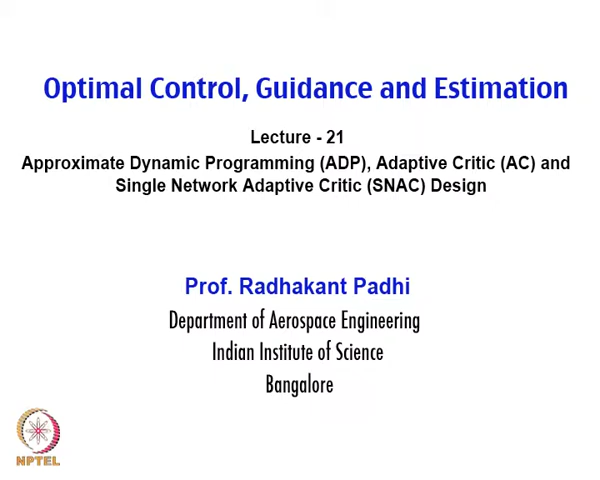 Optimal Control, Guidance and Estimation
Lecture - 21
Approximate Dynamic Programming (ADP), Adaptive Critic (AC) and
Single Network Adaptive Critic (SNAC) Design
Prof. Radhakant Padhi
Department of Aerospace Engineering
Indian Institute of Science
Bangalore
NPTEL